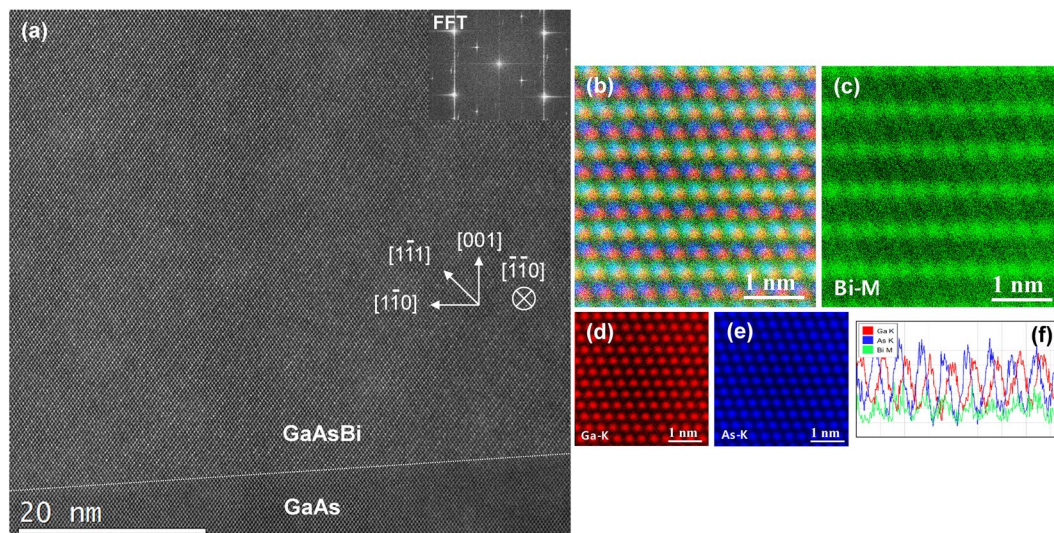 (a)
FFT
[001]
[11̄1]
[1̄1̄0]
[11̄0]
GaAsBi
GaAs
20 nm
(b)
1 nm
(c)
Bi-M
1 nm
(d)
Ga-K
1 nm
(e)
As-K
1 nm
(f)
Ga K
As K
Bi M